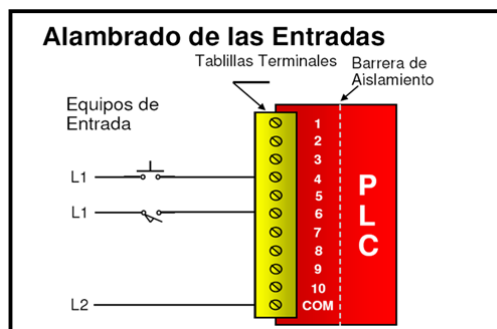 Alambrado de las Entradas
Tablillas Terminales
Barrera de
Aislamiento
Equipos de
Entrada
L1
L1
L2
1
2
3
4
5
6
7
8
9
10
COM
PLC